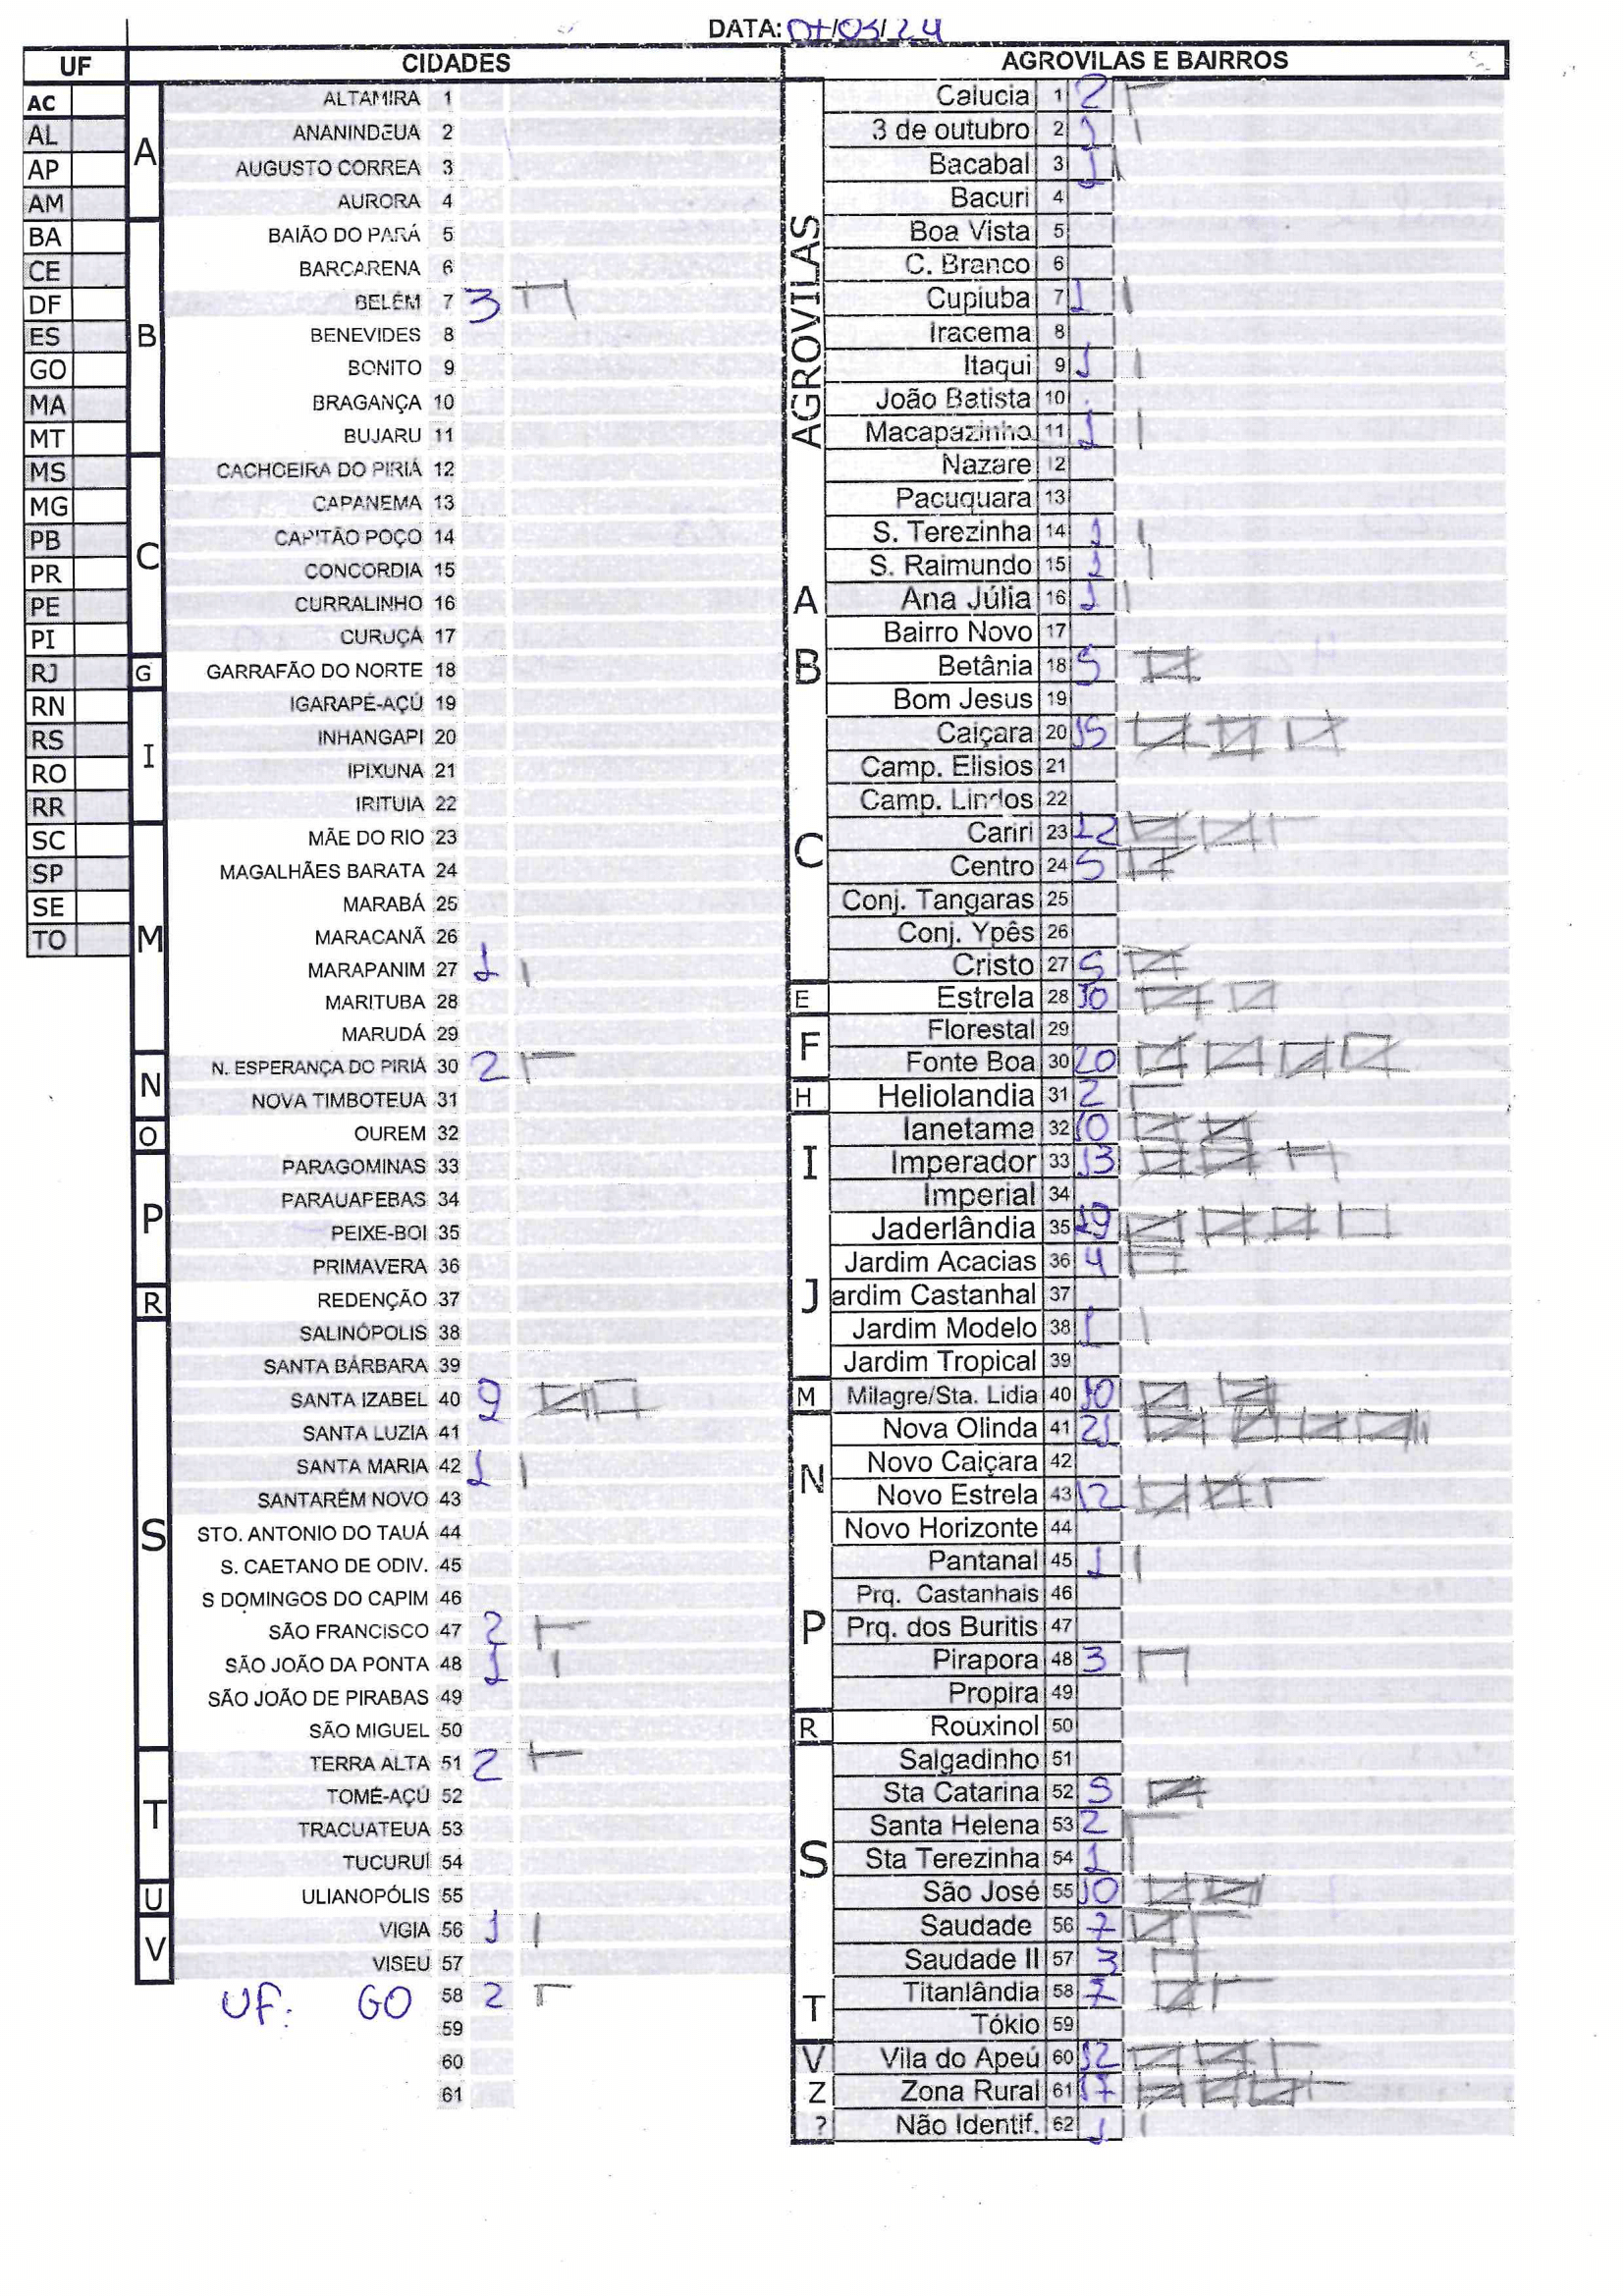 DATA: 07/03/24
UF
CIDADES
AGROVILAS E BAIRROS
AC
AL
AP
AM
BA
CE
DF
ES
GO
MA
MT
MS
MG
PB
PR
PE
PI
RJ
RN
RS
RO
RR
SC
SP
SE
TO
A
ALTAMIRA 1
ANANINDEUA 2
AUGUSTO CORREA 3
AURORA 4
B
BAIÃO DO PARÁ 5
BARCARENA 6
BELÉM 7 3
BENEVIDES 8
BONITO 9
BRAGANÇA 10
BUJARU 11
C
CACHOEIRA DO PIRIÁ 12
CAPANEMA 13
CAPITÃO POÇO 14
CONCORDIA 15
CURRALINHO 16
CURUÇÁ 17
G
GARRAFÃO DO NORTE 18
I
IGARAPÉ-AÇÚ 19
INHANGAPI 20
IPIXUNA 21
IRITUIA 22
M
MÃE DO RIO 23
MAGALHÃES BARATA 24
MARABÁ 25
MARACANÃ 26
MARAPANIM 27 1
MARITUBA 28
MARUDÁ 29
N
N. ESPERANÇA DO PIRIÁ 30 2
NOVA TIMBOTEUA 31
O
OUREM 32
P
PARAGOMINAS 33
PARAUAPEBAS 34
PEIXE-BOI 35
PRIMAVERA 36
R
REDENÇÃO 37
S
SALINÓPOLIS 38
SANTA BÁRBARA 39
SANTA IZABEL 40 9
SANTA LUZIA 41
SANTA MARIA 42 1
SANTARÉM NOVO 43
STO. ANTONIO DO TAUÁ 44
S. CAETANO DE ODIV. 45
S DOMINGOS DO CAPIM 46
SÃO FRANCISCO 47 2
SÃO JOÃO DA PONTA 48 1
SÃO JOÃO DE PIRABAS 49
SÃO MIGUEL 50
T
TERRA ALTA 51 2
TOMÉ-AÇÚ 52
TRACUATEUA 53
TUCURUÍ 54
U
ULIANOPÓLIS 55
V
VIGIA 56 1
VISEU 57
UF: GO 58 2
59
60
61
AGROVILAS
Calucia 1 2
3 de outubro 2 1
Bacabal 3 1
Bacuri 4
Boa Vista 5
C. Branco 6
Cupiuba 7 1
Iracema 8
Itaqui 9 1
João Batista 10
Macapazinho 11 1
Nazare 12
Pacuquara 13
S. Terezinha 14 1
S. Raimundo 15 1
A
Ana Júlia 16 1
Bairro Novo 17
B
Betânia 18 5
Bom Jesus 19
Caiçara 20 15
Camp. Elisios 21
Camp. Lindos 22
C
Cariri 23 12
Centro 24 5
Conj. Tangaras 25
Conj. Ypês 26
Cristo 27 5
E
Estrela 28 10
F
Florestal 29
Fonte Boa 30 20
H
Heliolandia 31 2
I
Ianetama 32 10
Imperador 33 13
Imperial 34
J
Jaderlândia 35 19
Jardim Acacias 36 4
ardim Castanhal 37
Jardim Modelo 38 1
Jardim Tropical 39
M
Milagre/Sta. Lidia 40 10
N
Nova Olinda 41 21
Novo Caiçara 42
Novo Estrela 43 12
Novo Horizonte 44
P
Pantanal 45 1
Prq. Castanhais 46
Prq. dos Buritis 47
Pirapora 48 3
Propira 49
R
Rouxinol 50
S
Salgadinho 51
Sta Catarina 52 5
Santa Helena 53 2
Sta Terezinha 54 1
São José 55 10
Saudade 56 7
Saudade II 57 3
T
Titanlândia 58 7
Tókio 59
V
Vila do Apeú 60 12
Z
Zona Rural 61 17
?
Não Identif. 62 1